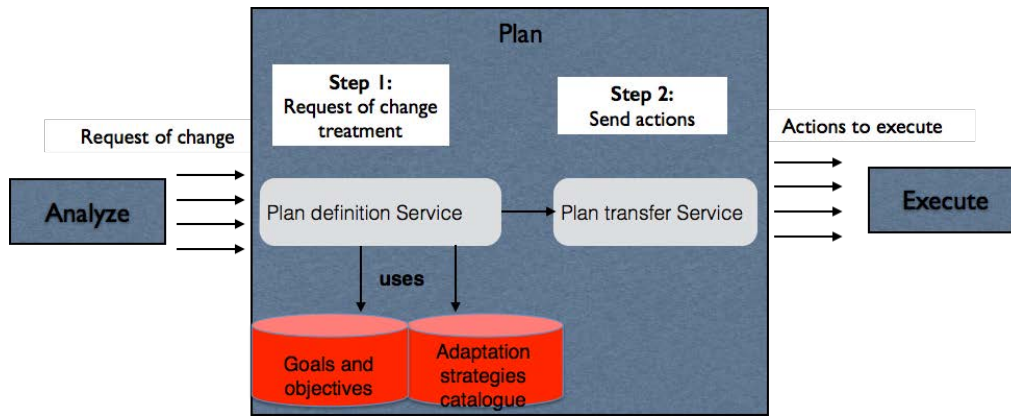 Plan
Step 1:
Request of change
treatment
Step 2:
Send actions
Request of change
Actions to execute
Analyze
Plan definition Service
Plan transfer Service
Execute
uses
Goals and
objectives
Adaptation
strategies
catalogue